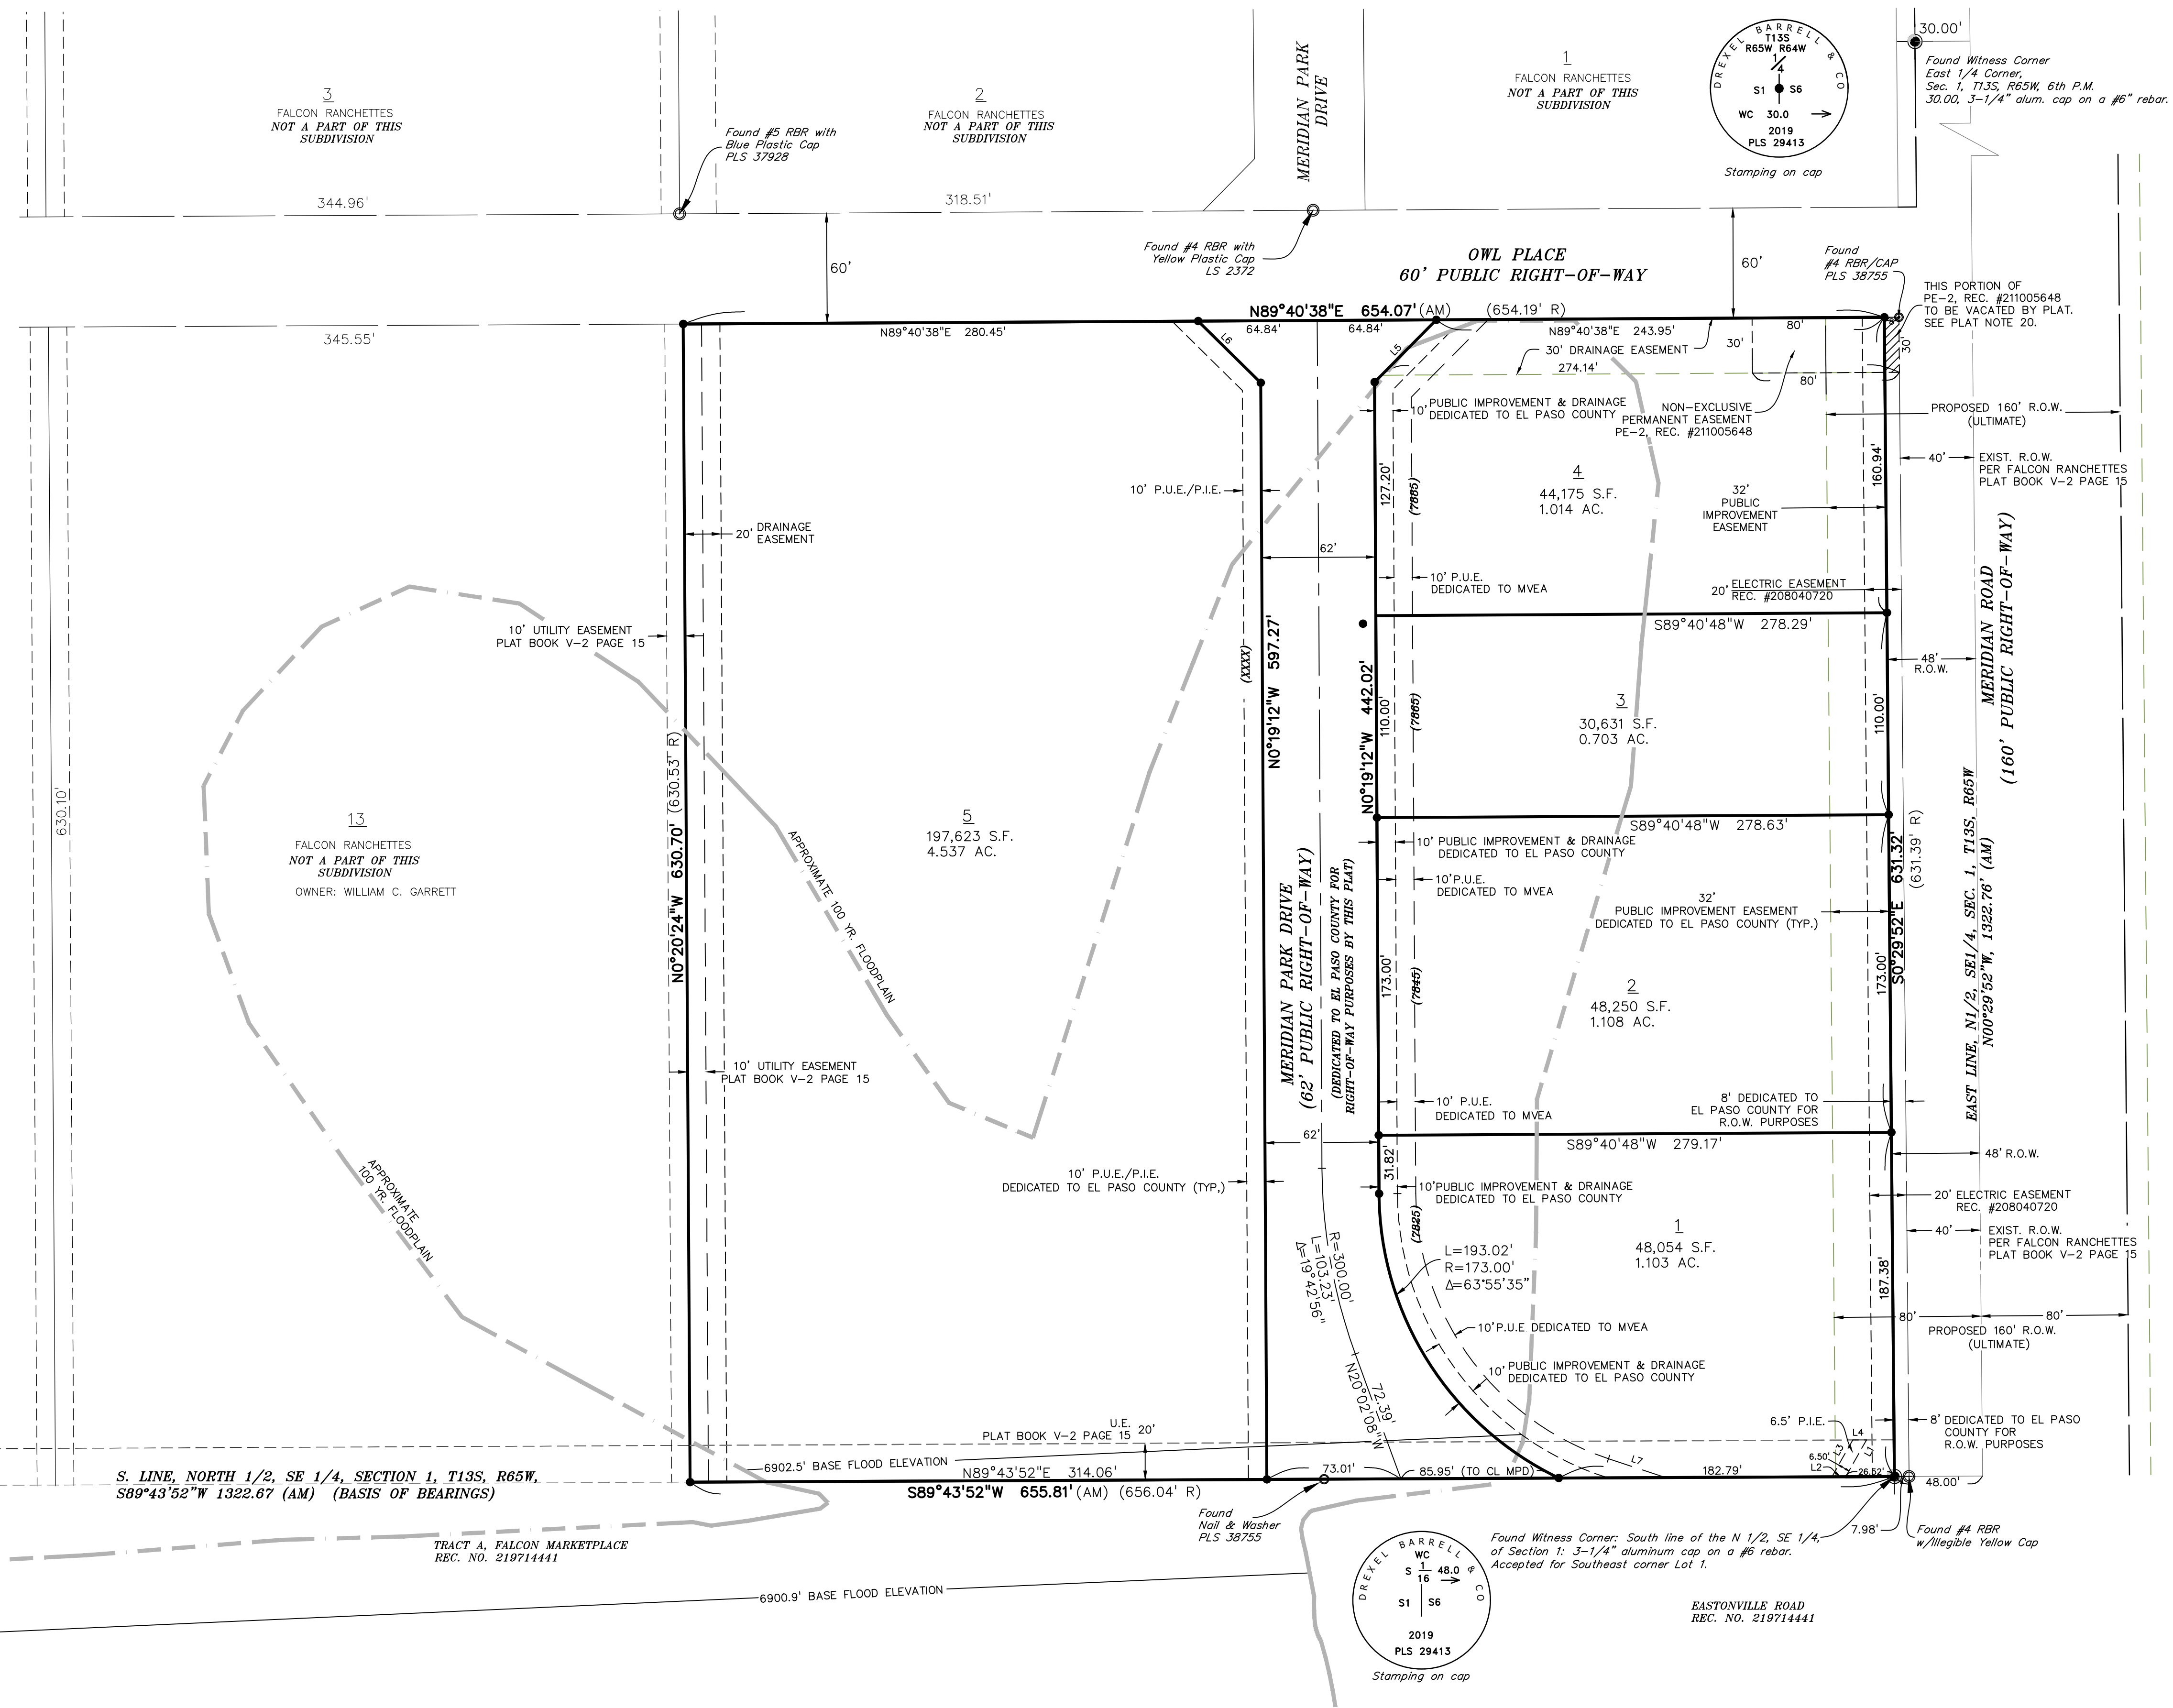 3
FALCON RANCHETTES
NOT A PART OF THIS
SUBDIVISION
344.96'
Found #5 RBR with
Blue Plastic Cap
PLS 37928
2
FALCON RANCHETTES
NOT A PART OF THIS
SUBDIVISION
318.51'
MERIDIAN PARK
DRIVE
1
FALCON RANCHETTES
NOT A PART OF THIS
SUBDIVISION
DREXEL BARRELL & CO
T13S
R65W R64W
1/4
S1 S6
WC 30.0
2019
PLS 29413
Stamping on cap
30.00'
Found Witness Corner
East 1/4 Corner,
Sec. 1, T13S, R65W, 6th P.M.
30.00, 3-1/4" alum. cap on a #6" rebar.
60'
Found #4 RBR with
Yellow Plastic Cap
LS 2372
OWL PLACE
60' PUBLIC RIGHT-OF-WAY
60'
Found
#4 RBR/CAP
PLS 38755
THIS PORTION OF
PE-2, REC. #211005648
TO BE VACATED BY PLAT.
SEE PLAT NOTE 20.
345.55'
N89°40'38"E 654.07' (AM) (654.19' R)
N89°40'38"E 280.45'
64.84'
64.84'
N89°40'38"E 243.95'
80'
30'
30'
80'
8'
L6
L5
30' DRAINAGE EASEMENT
274.14'
10' PUBLIC IMPROVEMENT & DRAINAGE
DEDICATED TO EL PASO COUNTY
NON-EXCLUSIVE
PERMANENT EASEMENT
PE-2, REC. #211005648
PROPOSED 160' R.O.W.
(ULTIMATE)
40' EXIST. R.O.W.
PER FALCON RANCHETTES
PLAT BOOK V-2 PAGE 15
10' P.U.E./P.I.E.
127.20'
(7885)
4
44,175 S.F.
1.014 AC.
32'
PUBLIC
IMPROVEMENT
EASEMENT
160.94'
20' DRAINAGE
EASEMENT
62'
10' P.U.E.
DEDICATED TO MVEA
20' ELECTRIC EASEMENT
REC. #208040720
MERIDIAN ROAD
(160' PUBLIC RIGHT-OF-WAY)
S89°40'48"W 278.29'
10' UTILITY EASEMENT
PLAT BOOK V-2 PAGE 15
(XXXX)
N0°19'12"W 597.27'
N0°19'12"W 442.02'
110.00'
(7865)
3
30,631 S.F.
0.703 AC.
110.00'
48'
R.O.W.
S89°40'48"W 278.63'
630.10'
13
FALCON RANCHETTES
NOT A PART OF THIS
SUBDIVISION
OWNER: WILLIAM C. GARRETT
N0°20'24"W 630.70' (630.53' R)
APPROXIMATE 100 YR. FLOODPLAIN
5
197,623 S.F.
4.537 AC.
MERIDIAN PARK DRIVE
(62' PUBLIC RIGHT-OF-WAY)
(DEDICATED TO EL PASO COUNTY FOR
RIGHT-OF-WAY PURPOSES BY THIS PLAT)
10' PUBLIC IMPROVEMENT & DRAINAGE
DEDICATED TO EL PASO COUNTY
10'P.U.E.
DEDICATED TO MVEA
32'
PUBLIC IMPROVEMENT EASEMENT
DEDICATED TO EL PASO COUNTY (TYP.)
173.00'
(7845)
2
48,250 S.F.
1.108 AC.
173.00'
S0°29'52"E 631.32'
(631.39' R)
EAST LINE, N1/2, SE1/4, SEC. 1, T13S, R65W
N00°29'52"W, 1322.76' (AM)
10' UTILITY EASEMENT
PLAT BOOK V-2 PAGE 15
10' P.U.E.
DEDICATED TO MVEA
8' DEDICATED TO
EL PASO COUNTY FOR
R.O.W. PURPOSES
62'
S89°40'48"W 279.17'
48' R.O.W.
APPROXIMATE
100 YR. FLOODPLAIN
10' P.U.E./P.I.E.
DEDICATED TO EL PASO COUNTY (TYP.)
31.82'
10'PUBLIC IMPROVEMENT & DRAINAGE
DEDICATED TO EL PASO COUNTY
(7825)
20' ELECTRIC EASEMENT
REC. #208040720
1
48,054 S.F.
1.103 AC.
40' EXIST. R.O.W.
PER FALCON RANCHETTES
PLAT BOOK V-2 PAGE 15
R=300.00'
L=103.23'
Δ=19°42'56"
L=193.02'
R=173.00'
Δ=63°55'35"
187.38'
80'
80'
PROPOSED 160' R.O.W.
(ULTIMATE)
10'P.U.E DEDICATED TO MVEA
10' PUBLIC IMPROVEMENT & DRAINAGE
DEDICATED TO EL PASO COUNTY
72.39'
N20°02'08"W
U.E.
PLAT BOOK V-2 PAGE 15 20'
6.5' P.I.E.
L4
L3
L1
6.50'
L2
26.52'
8' DEDICATED TO EL PASO
COUNTY FOR
R.O.W. PURPOSES
6902.5' BASE FLOOD ELEVATION
S. LINE, NORTH 1/2, SE 1/4, SECTION 1, T13S, R65W,
S89°43'52"W 1322.67 (AM) (BASIS OF BEARINGS)
N89°43'52"E 314.06'
73.01'
85.95' (TO CL MPD)
L7
182.79'
48.00'
S89°43'52"W 655.81' (AM) (656.04' R)
Found
Nail & Washer
PLS 38755
7.98'
Found Witness Corner: South line of the N 1/2, SE 1/4,
of Section 1: 3-1/4" aluminum cap on a #6 rebar.
Accepted for Southeast corner Lot 1.
Found #4 RBR
w/Illegible Yellow Cap
TRACT A, FALCON MARKETPLACE
REC. NO. 219714441
6900.9' BASE FLOOD ELEVATION
DREXEL BARRELL & CO
WC
S 1/16 48.0
S1 S6
2019
PLS 29413
Stamping on cap
EASTONVILLE ROAD
REC. NO. 219714441